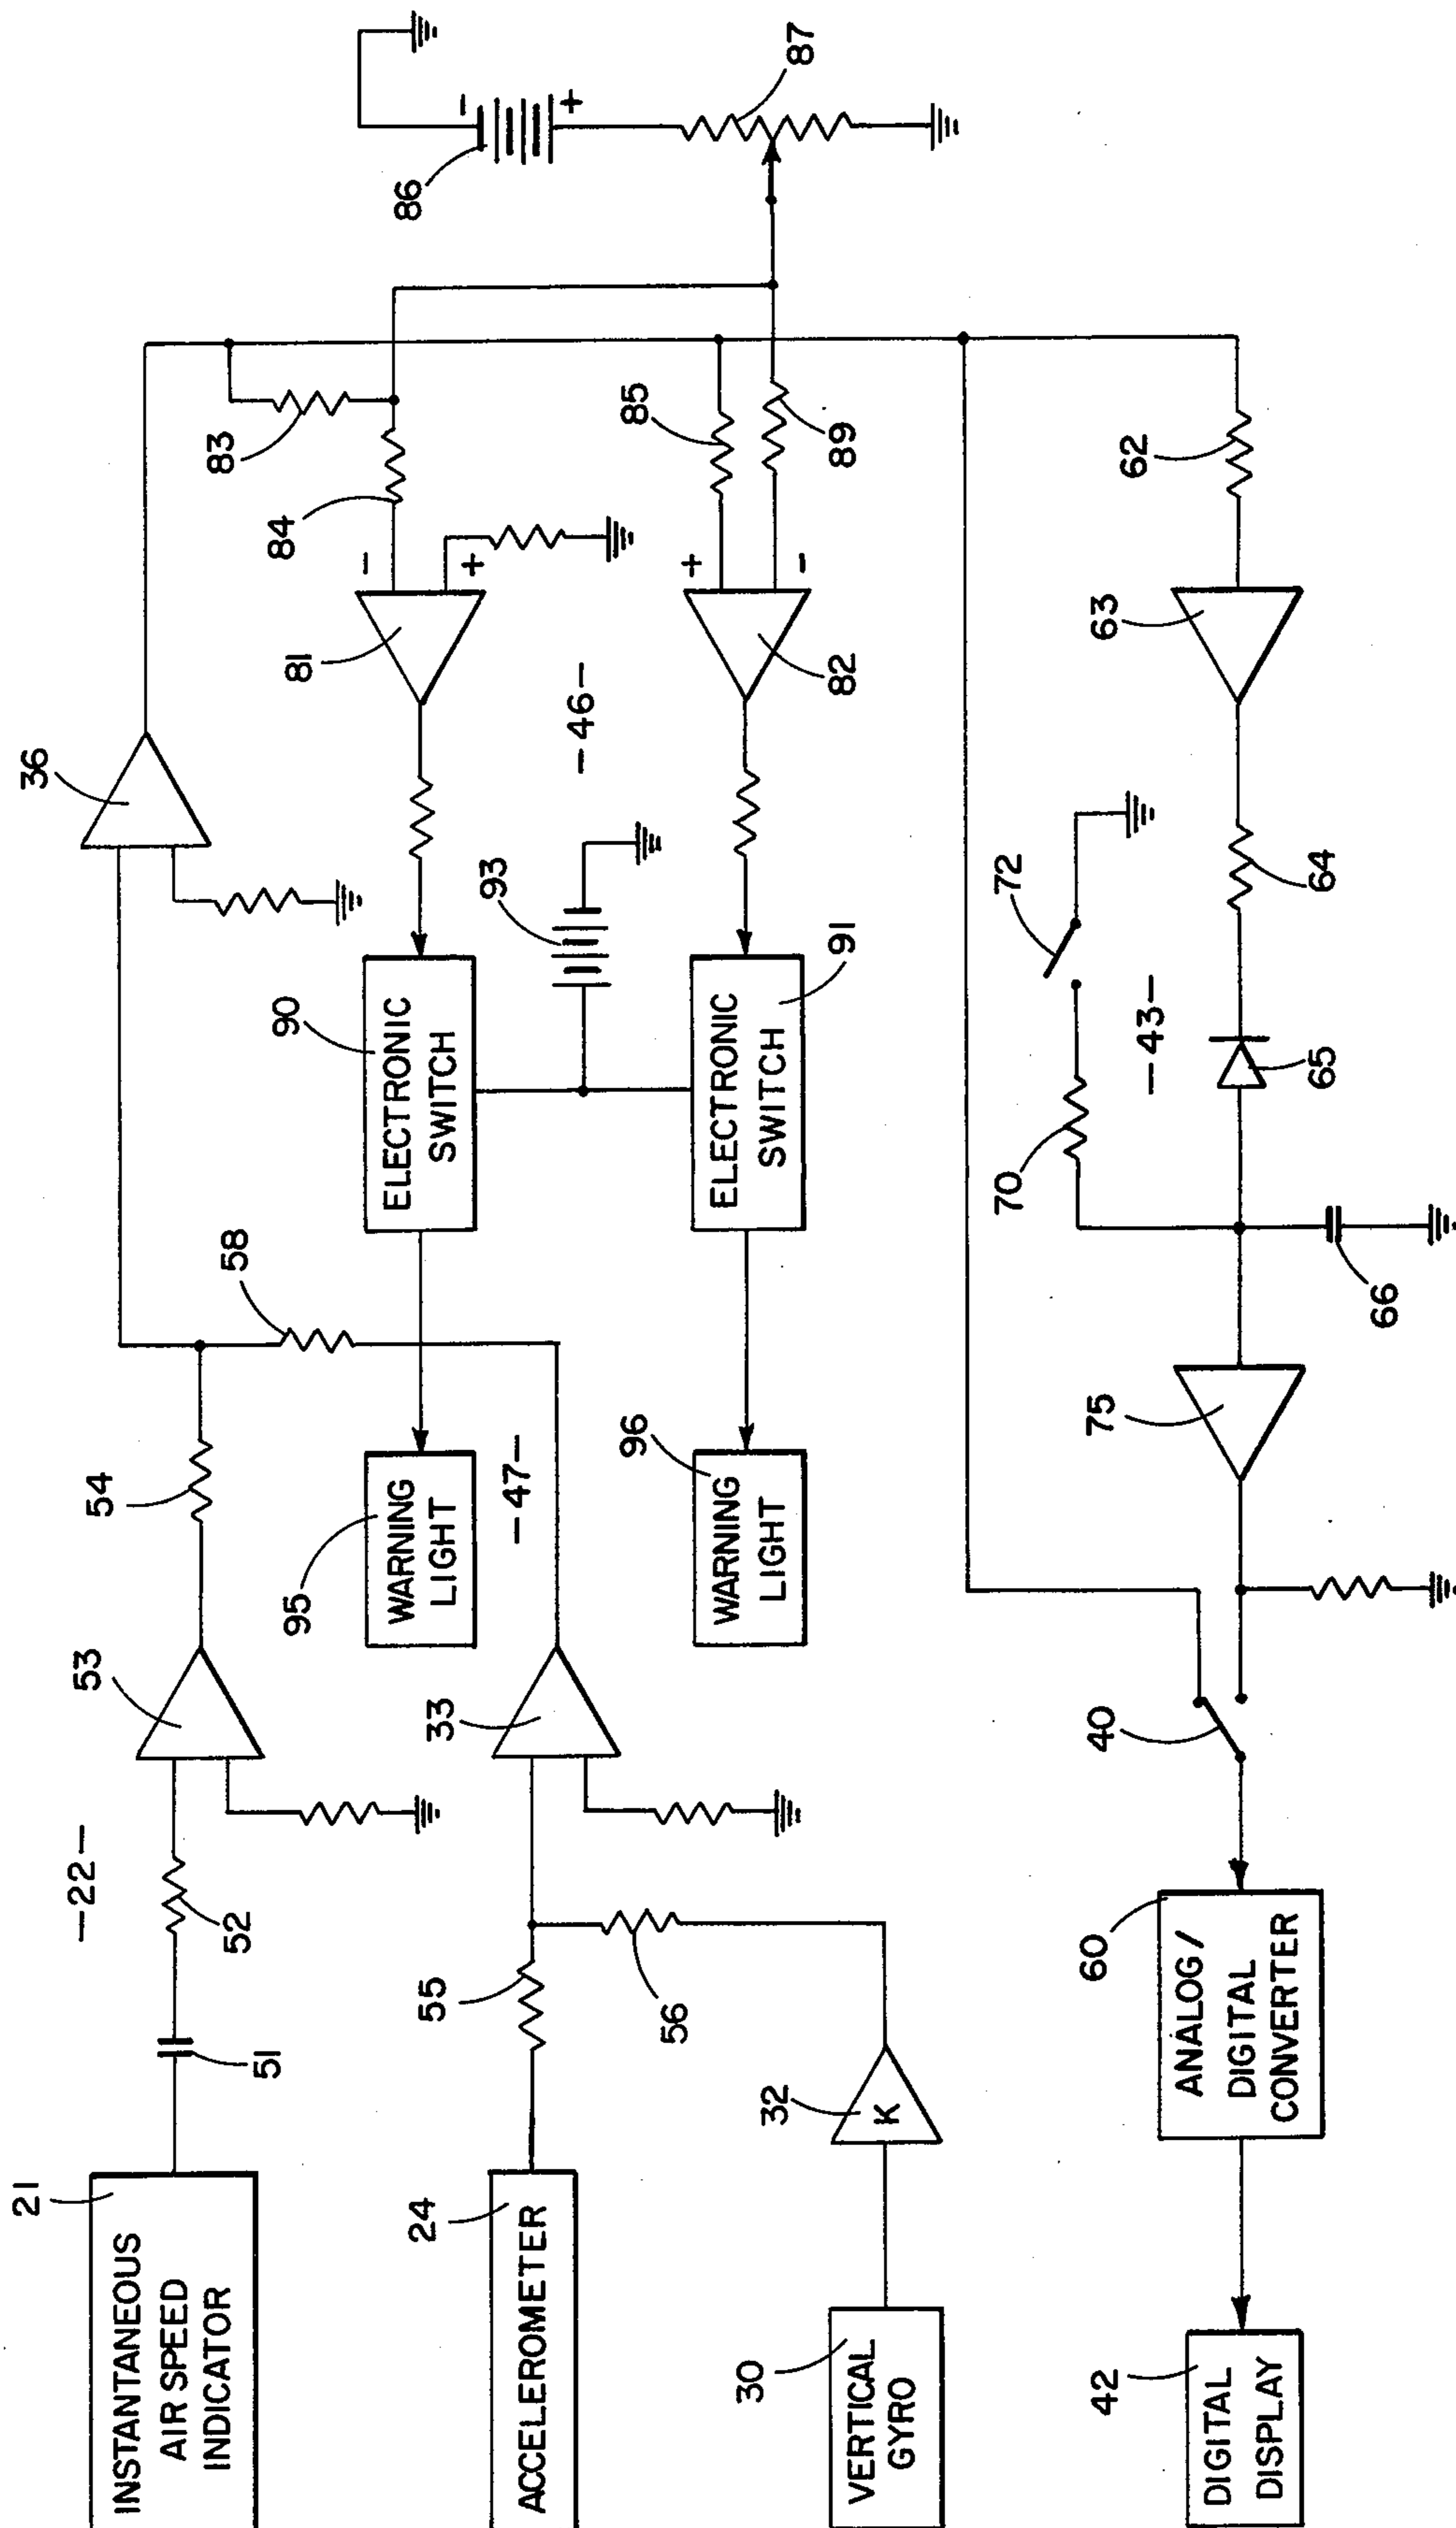 21
INSTANTANEOUS
AIR SPEED
INDICATOR
51
52
-22-
53
54
58
36
24
ACCELEROMETER
55
56
33
-47-
95
WARNING
LIGHT
90
ELECTRONIC
SWITCH
81
-
+
84
83
86
-
+
87
93
-46-
30
VERTICAL
GYRO
32
K
96
WARNING
LIGHT
91
ELECTRONIC
SWITCH
82
+
-
85
89
42
DIGITAL
DISPLAY
60
ANALOG/
DIGITAL
CONVERTER
40
75
66
70
72
-43-
65
64
63
62